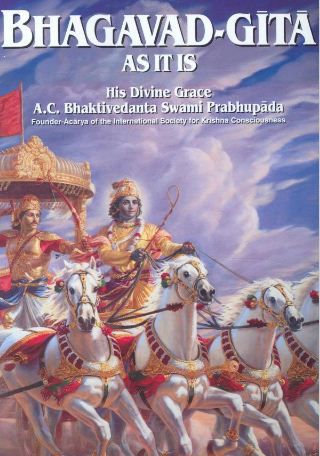 BHAGAVAD-GĪTĀ
AS IT IS
His Divine Grace
A.C. Bhaktivedanta Swami Prabhupāda
Founder-Ācārya of the International Society for Krishna Consciousness